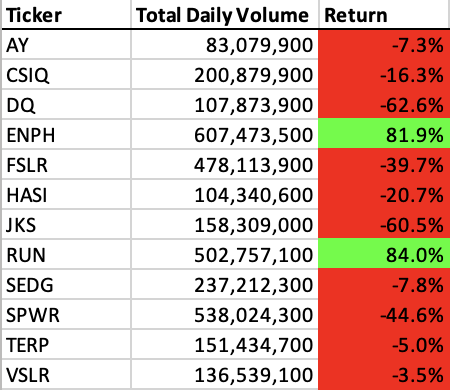 Ticker Total Daily Volume Return
AY 83,079,900 -7.3%
CSIQ 200,879,900 -16.3%
DQ 107,873,900 -62.6%
ENPH 607,473,500 81.9%
FSLR 478,113,900 -39.7%
HASI 104,340,600 -20.7%
JKS 158,309,000 -60.5%
RUN 502,757,100 84.0%
SEDG 237,212,300 -7.8%
SPWR 538,024,300 -44.6%
TERP 151,434,700 -5.0%
VSLR 136,539,100 -3.5%